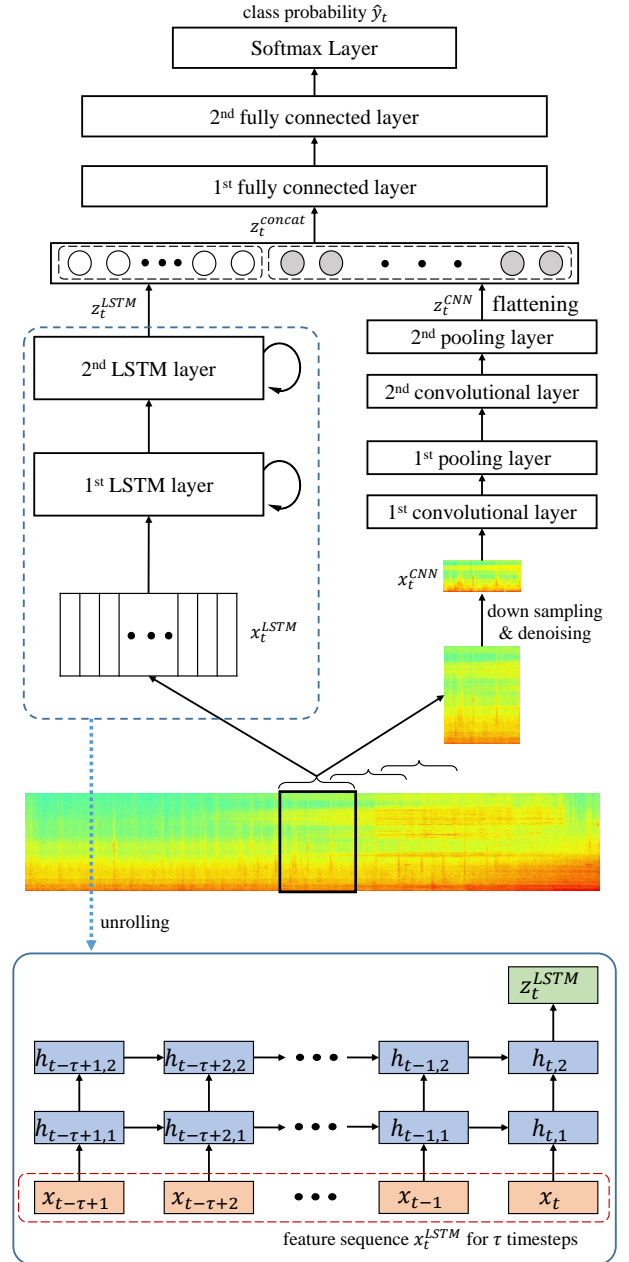 class probability ŷ_t
Softmax Layer
2nd fully connected layer
1st fully connected layer
z_t^concat
• • •
• • •
z_t^LSTM
z_t^CNN flattening
2nd LSTM layer
2nd pooling layer
2nd convolutional layer
1st LSTM layer
1st pooling layer
1st convolutional layer
x_t^LSTM
• • •
x_t^CNN
down sampling
& denoising
unrolling
z_t^LSTM
h_{t-τ+1,2} h_{t-τ+2,2} • • • h_{t-1,2} h_{t,2}
h_{t-τ+1,1} h_{t-τ+2,1} • • • h_{t-1,1} h_{t,1}
x_{t-τ+1} x_{t-τ+2} • • • x_{t-1} x_t
feature sequence x_t^LSTM for τ timesteps